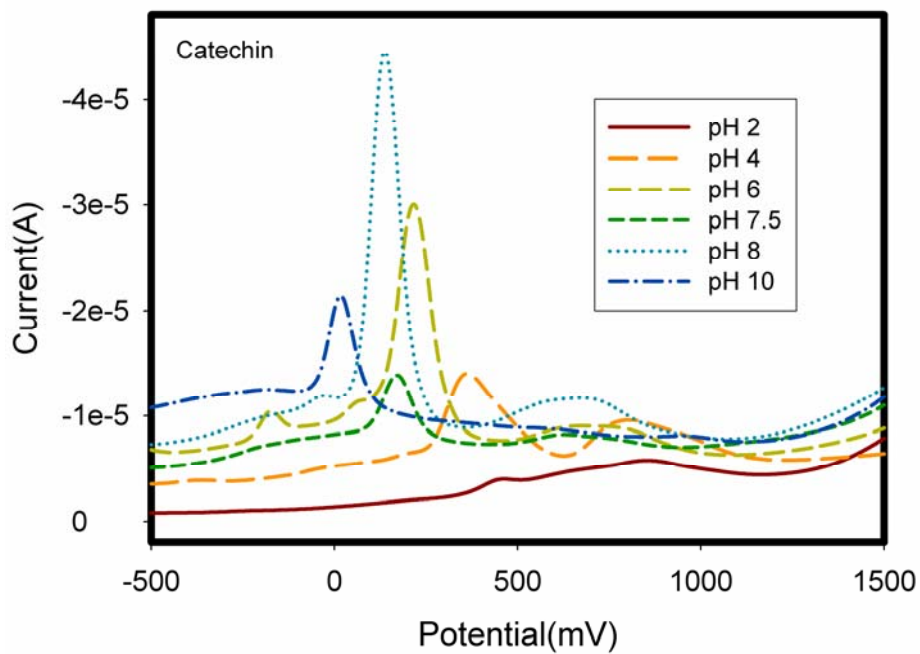 Catechin
-4e-5
-3e-5
-2e-5
-1e-5
0
Current(A)
pH 2
pH 4
pH 6
pH 7.5
pH 8
pH 10
-500
0
500
1000
1500
Potential(mV)